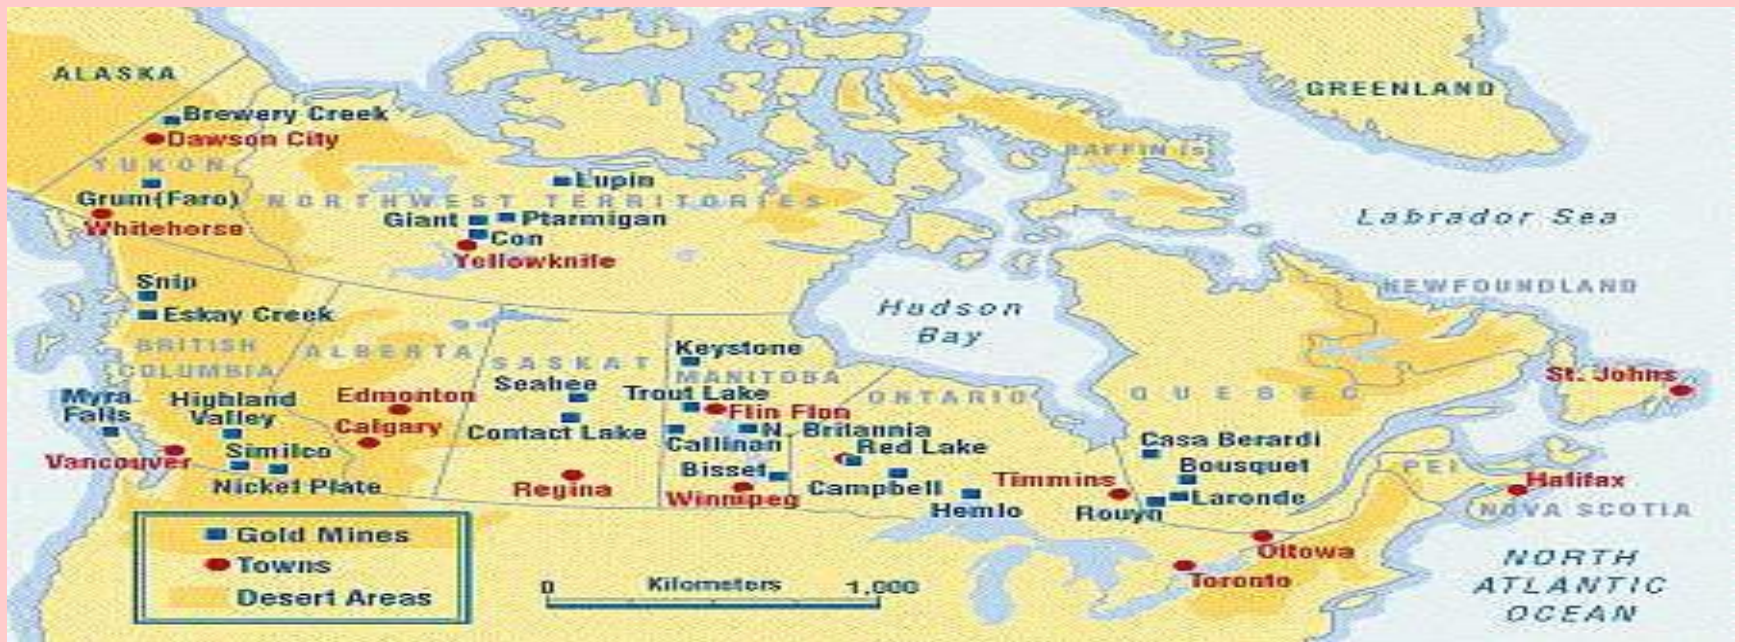 ALASKA
GREENLAND
Brewery Creek
Dawson City
YUKON
BAFFIN Is
Lupin
Grum(Faro)
NORTHWEST TERRITORIES
Giant
Ptarmigan
Labrador Sea
Whitehorse
Con
Yellowknife
Snip
NEWFOUNDLAND
Eskay Creek
Hudson
Bay
BRITISH
COLUMBIA
ALBERTA
SASKAT
Keystone
MANITOBA
St. Johns
Seahee
Myra
Falls
Highland
Valley
Edmonton
Trout Lake
ONTARIO
QUEBEC
Flin Flon
Calgary
Contact Lake
N. Britannia
Callinan
Red Lake
Casa Berardi
Similco
Vancouver
Bisset
Bousquet
PEI
Nickel Plate
Regina
Winnipeg
Campbell
Timmins
Laronde
Halifax
Hemlo
Rouyn
NOVA SCOTIA
Gold Mines
Towns
Desert Areas
0 Kilometers 1,000
Ottowa
Toronto
NORTH
ATLANTIC
OCEAN